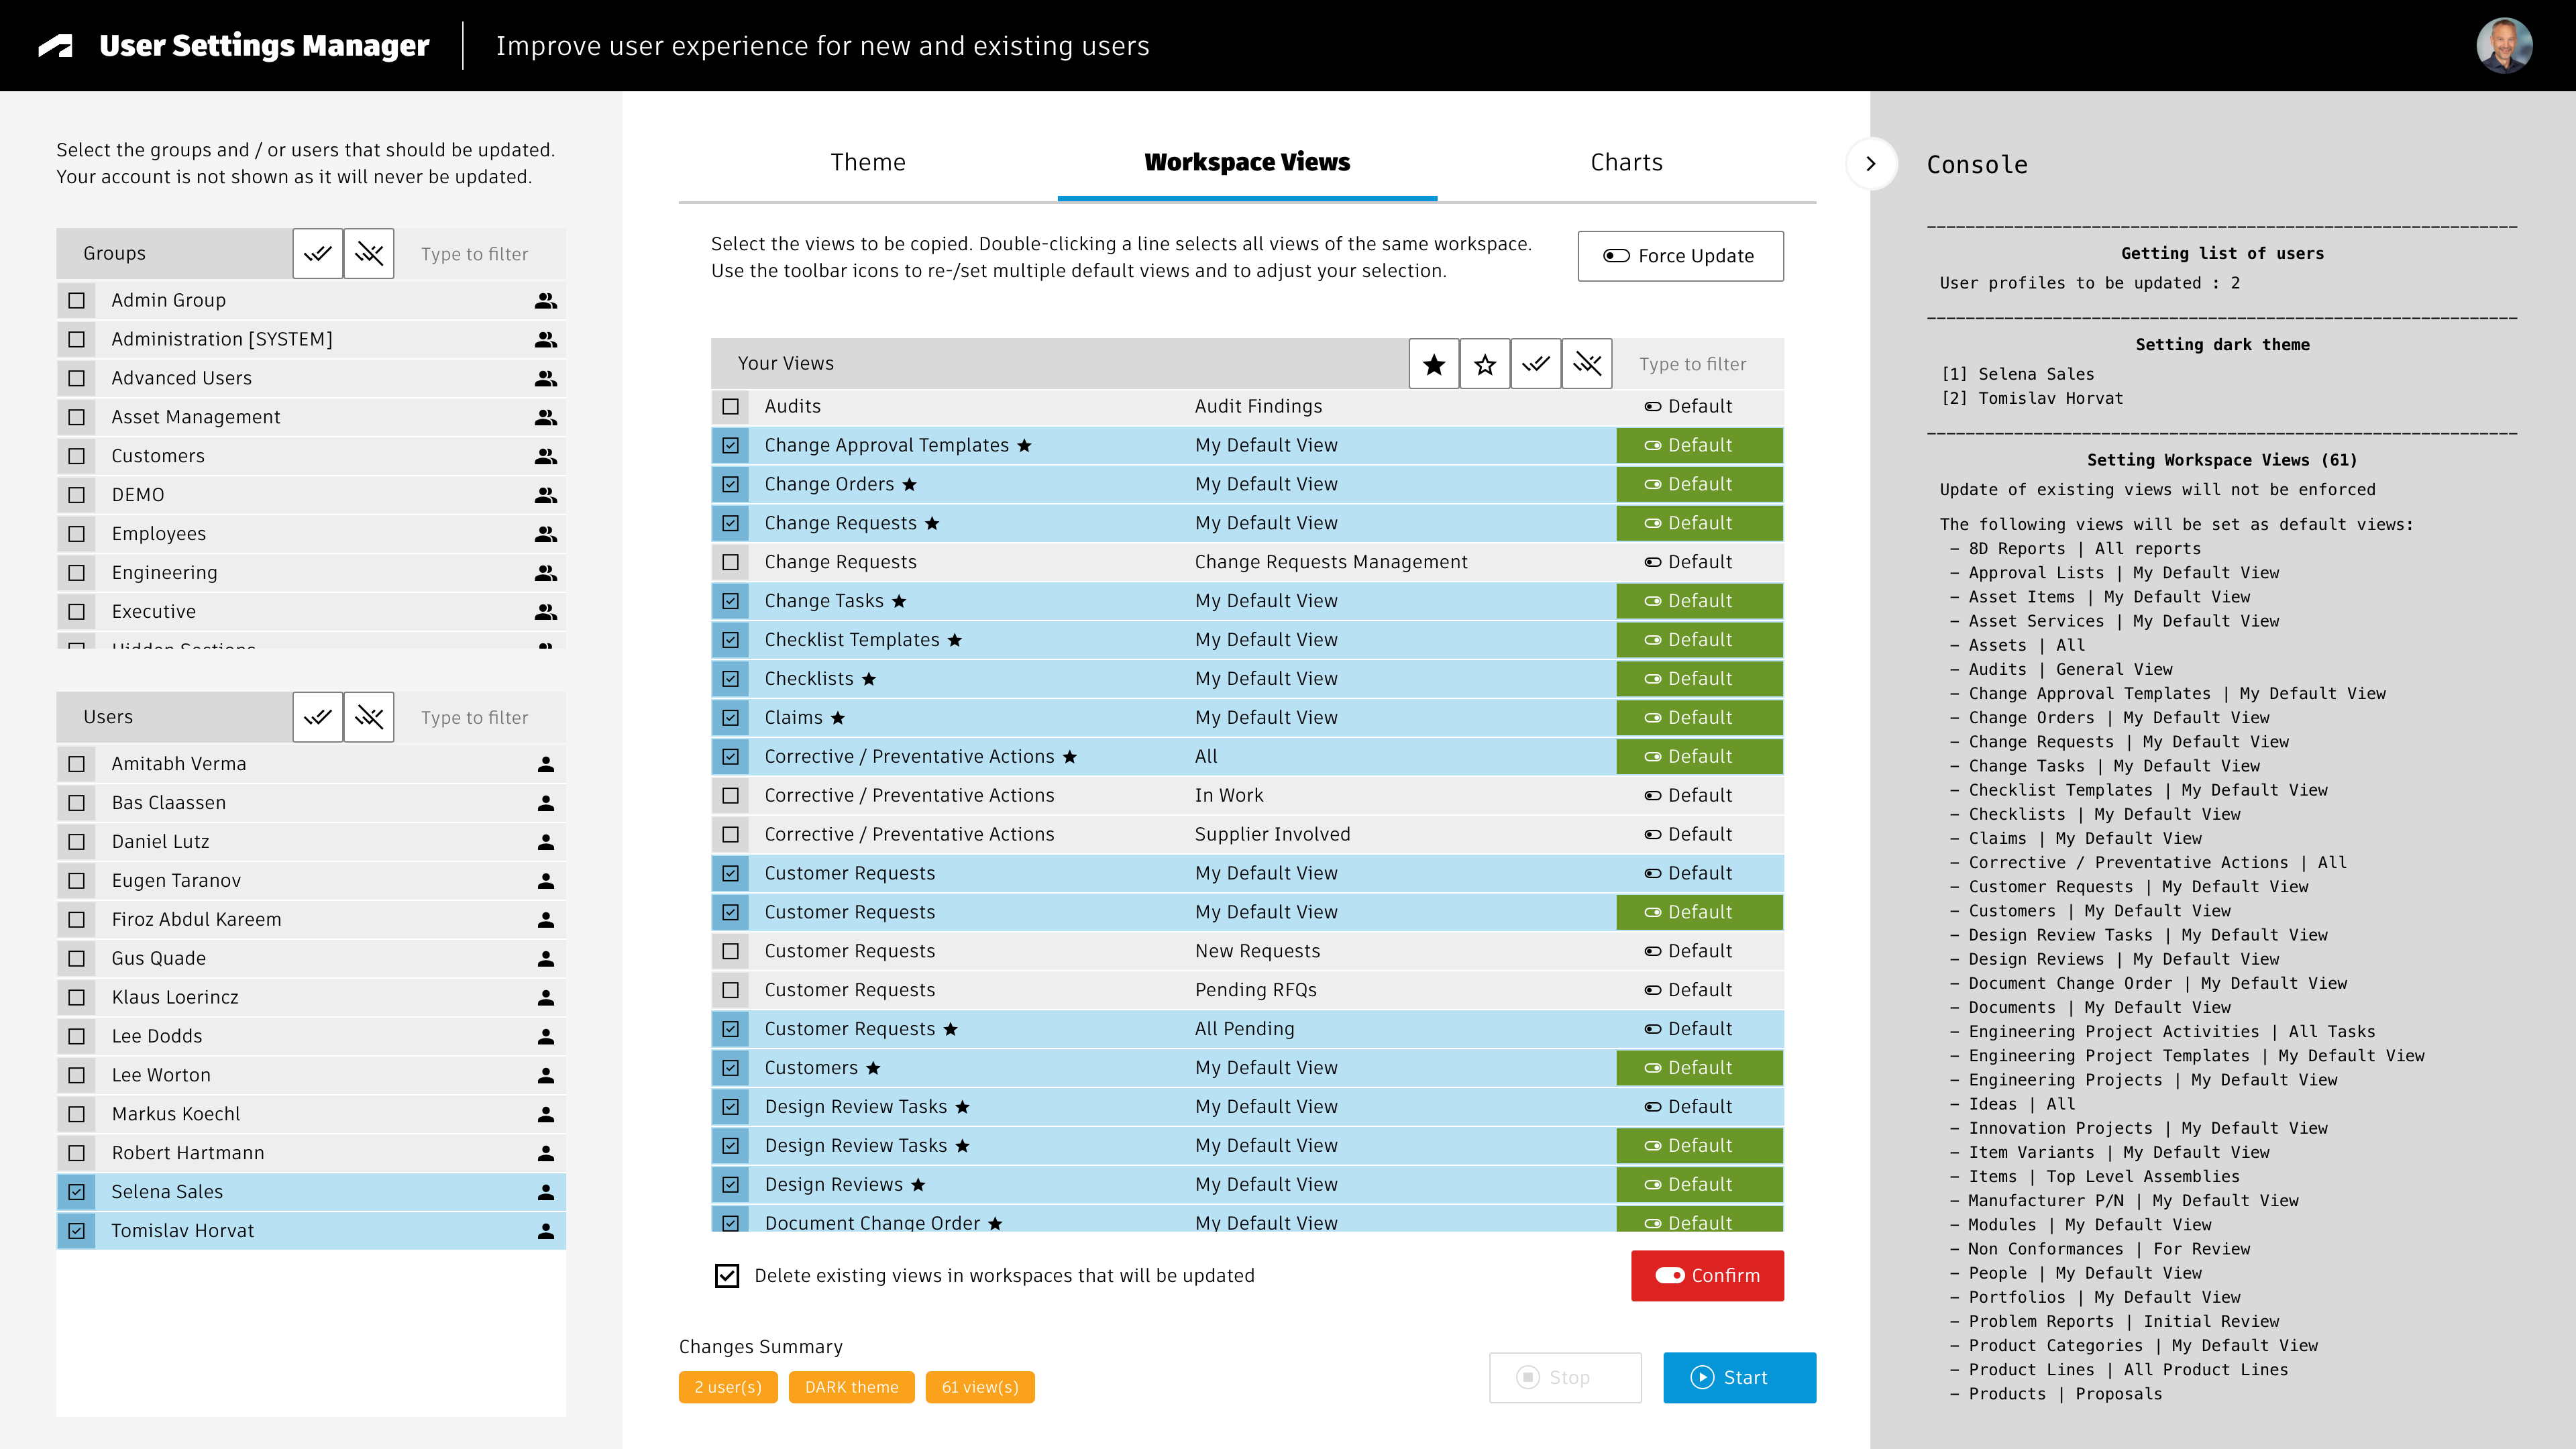 User Settings Manager
Improve user experience for new and existing users
Select the groups and / or users that should be updated.
Your account is not shown as it will never be updated.
Groups
Type to filter
Admin Group
Administration [SYSTEM]
Advanced Users
Asset Management
Customers
DEMO
Employees
Engineering
Executive
Hidden Sections
Users
Type to filter
Amitabh Verma
Bas Claassen
Daniel Lutz
Eugen Taranov
Firoz Abdul Kareem
Gus Quade
Klaus Loerincz
Lee Dodds
Lee Worton
Markus Koechl
Robert Hartmann
Selena Sales
Tomislav Horvat
Theme
Workspace Views
Charts
Select the views to be copied. Double-clicking a line selects all views of the same workspace.
Use the toolbar icons to re-/set multiple default views and to adjust your selection.
Force Update
Your Views
Type to filter
Audits Audit Findings Default
Change Approval Templates ★ My Default View Default
Change Orders ★ My Default View Default
Change Requests ★ My Default View Default
Change Requests Change Requests Management Default
Change Tasks ★ My Default View Default
Checklist Templates ★ My Default View Default
Checklists ★ My Default View Default
Claims ★ My Default View Default
Corrective / Preventative Actions ★ All Default
Corrective / Preventative Actions In Work Default
Corrective / Preventative Actions Supplier Involved Default
Customer Requests My Default View Default
Customer Requests My Default View Default
Customer Requests New Requests Default
Customer Requests Pending RFQs Default
Customer Requests ★ All Pending Default
Customers ★ My Default View Default
Design Review Tasks ★ My Default View Default
Design Review Tasks ★ My Default View Default
Design Reviews ★ My Default View Default
Document Change Order ★ My Default View Default
Delete existing views in workspaces that will be updated
Confirm
Changes Summary
2 user(s)
DARK theme
61 view(s)
Stop
Start
Console
Getting list of users
User profiles to be updated : 2
Setting dark theme
[1] Selena Sales
[2] Tomislav Horvat
Setting Workspace Views (61)
Update of existing views will not be enforced
The following views will be set as default views:
– 8D Reports | All reports
– Approval Lists | My Default View
– Asset Items | My Default View
– Asset Services | My Default View
– Assets | All
– Audits | General View
– Change Approval Templates | My Default View
– Change Orders | My Default View
– Change Requests | My Default View
– Change Tasks | My Default View
– Checklist Templates | My Default View
– Checklists | My Default View
– Claims | My Default View
– Corrective / Preventative Actions | All
– Customer Requests | My Default View
– Customers | My Default View
– Design Review Tasks | My Default View
– Design Reviews | My Default View
– Document Change Order | My Default View
– Documents | My Default View
– Engineering Project Activities | All Tasks
– Engineering Project Templates | My Default View
– Engineering Projects | My Default View
– Ideas | All
– Innovation Projects | My Default View
– Item Variants | My Default View
– Items | Top Level Assemblies
– Manufacturer P/N | My Default View
– Modules | My Default View
– Non Conformances | For Review
– People | My Default View
– Portfolios | My Default View
– Problem Reports | Initial Review
– Product Categories | My Default View
– Product Lines | All Product Lines
– Products | Proposals